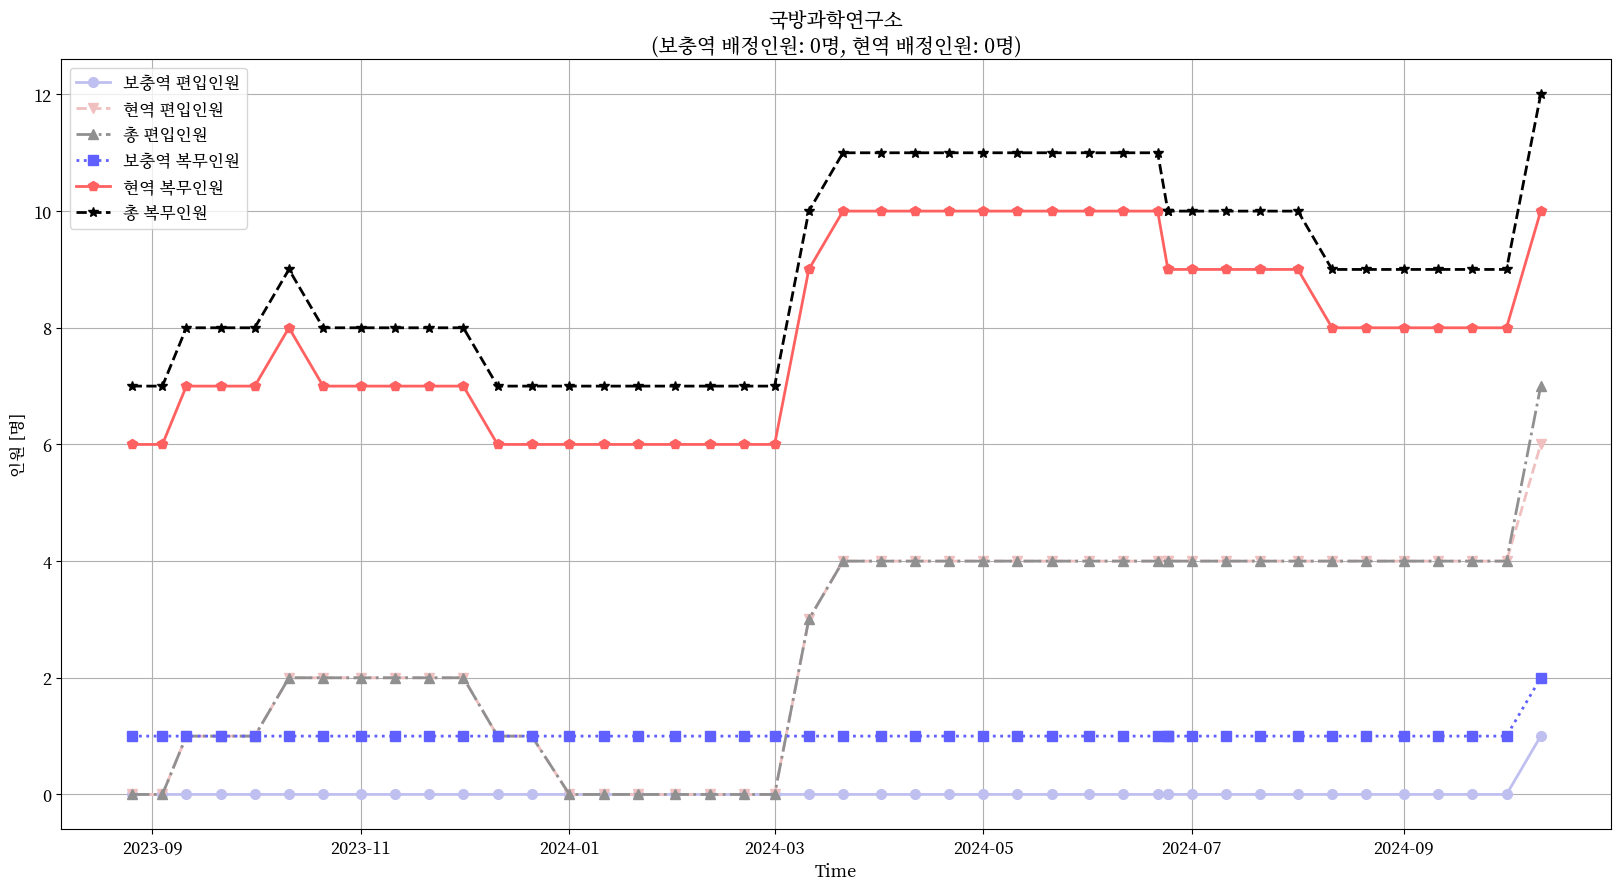 국방과학연구소
(보충역 배정인원: 0명, 현역 배정인원: 0명)
보충역 편입인원
현역 편입인원
총 편입인원
보충역 복무인원
현역 복무인원
총 복무인원
인원 [명]
12
10
8
6
4
2
0
2023-09
2023-11
2024-01
2024-03
2024-05
2024-07
2024-09
Time